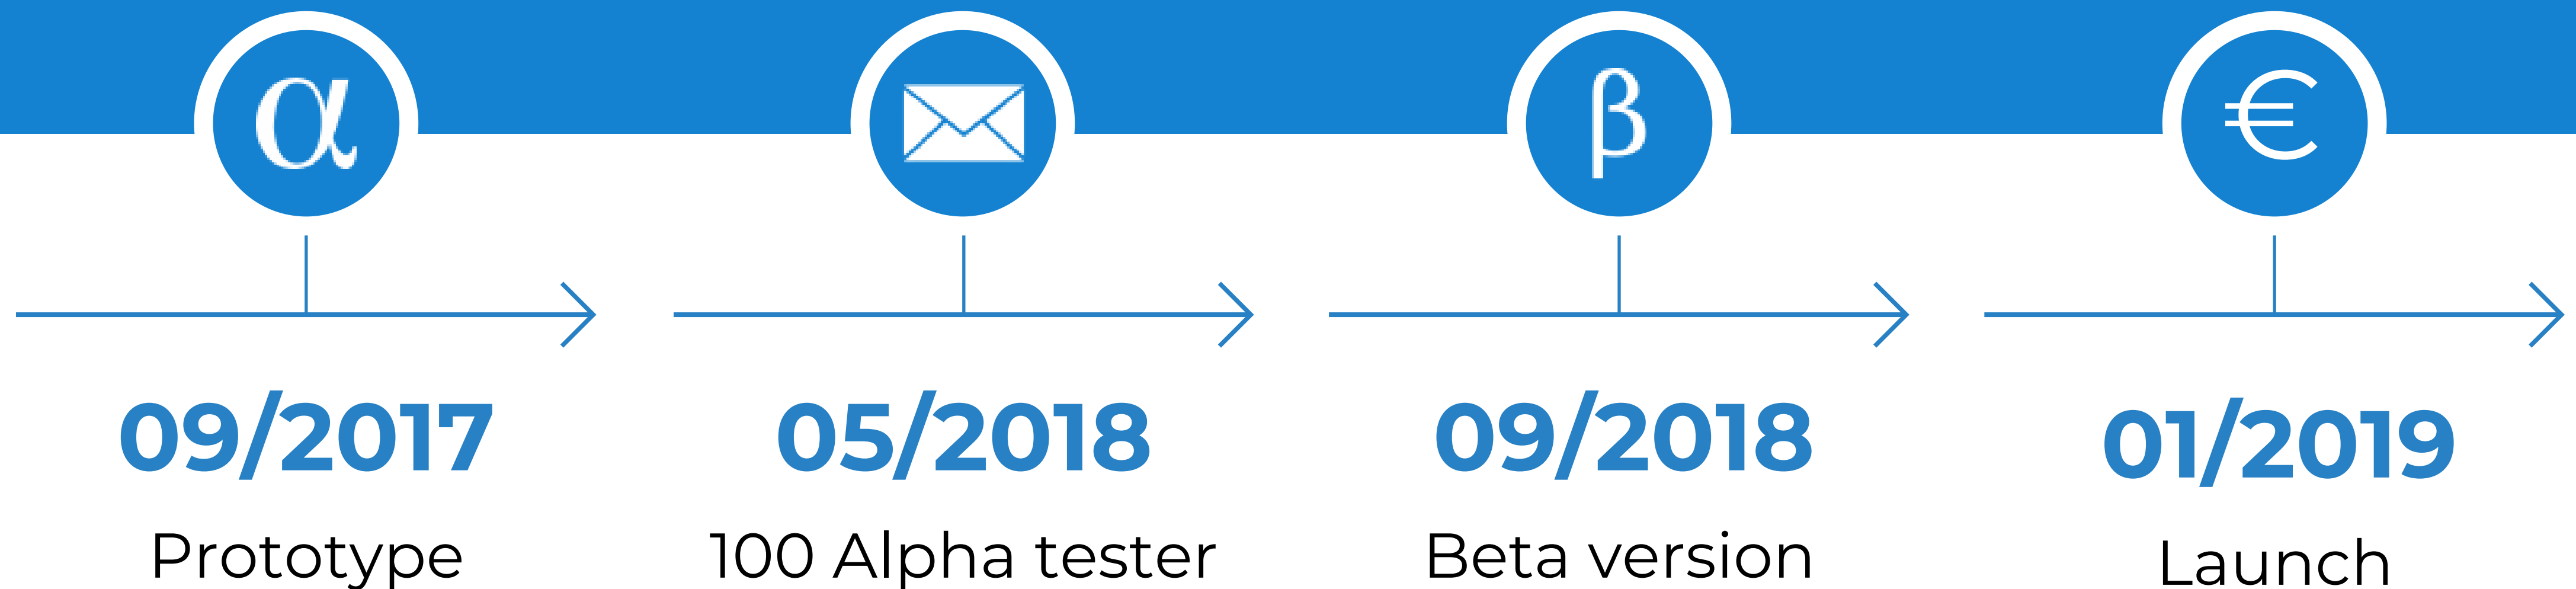 α
β
€
09/2017
05/2018
09/2018
01/2019
Prototype
100 Alpha tester
Beta version
Launch